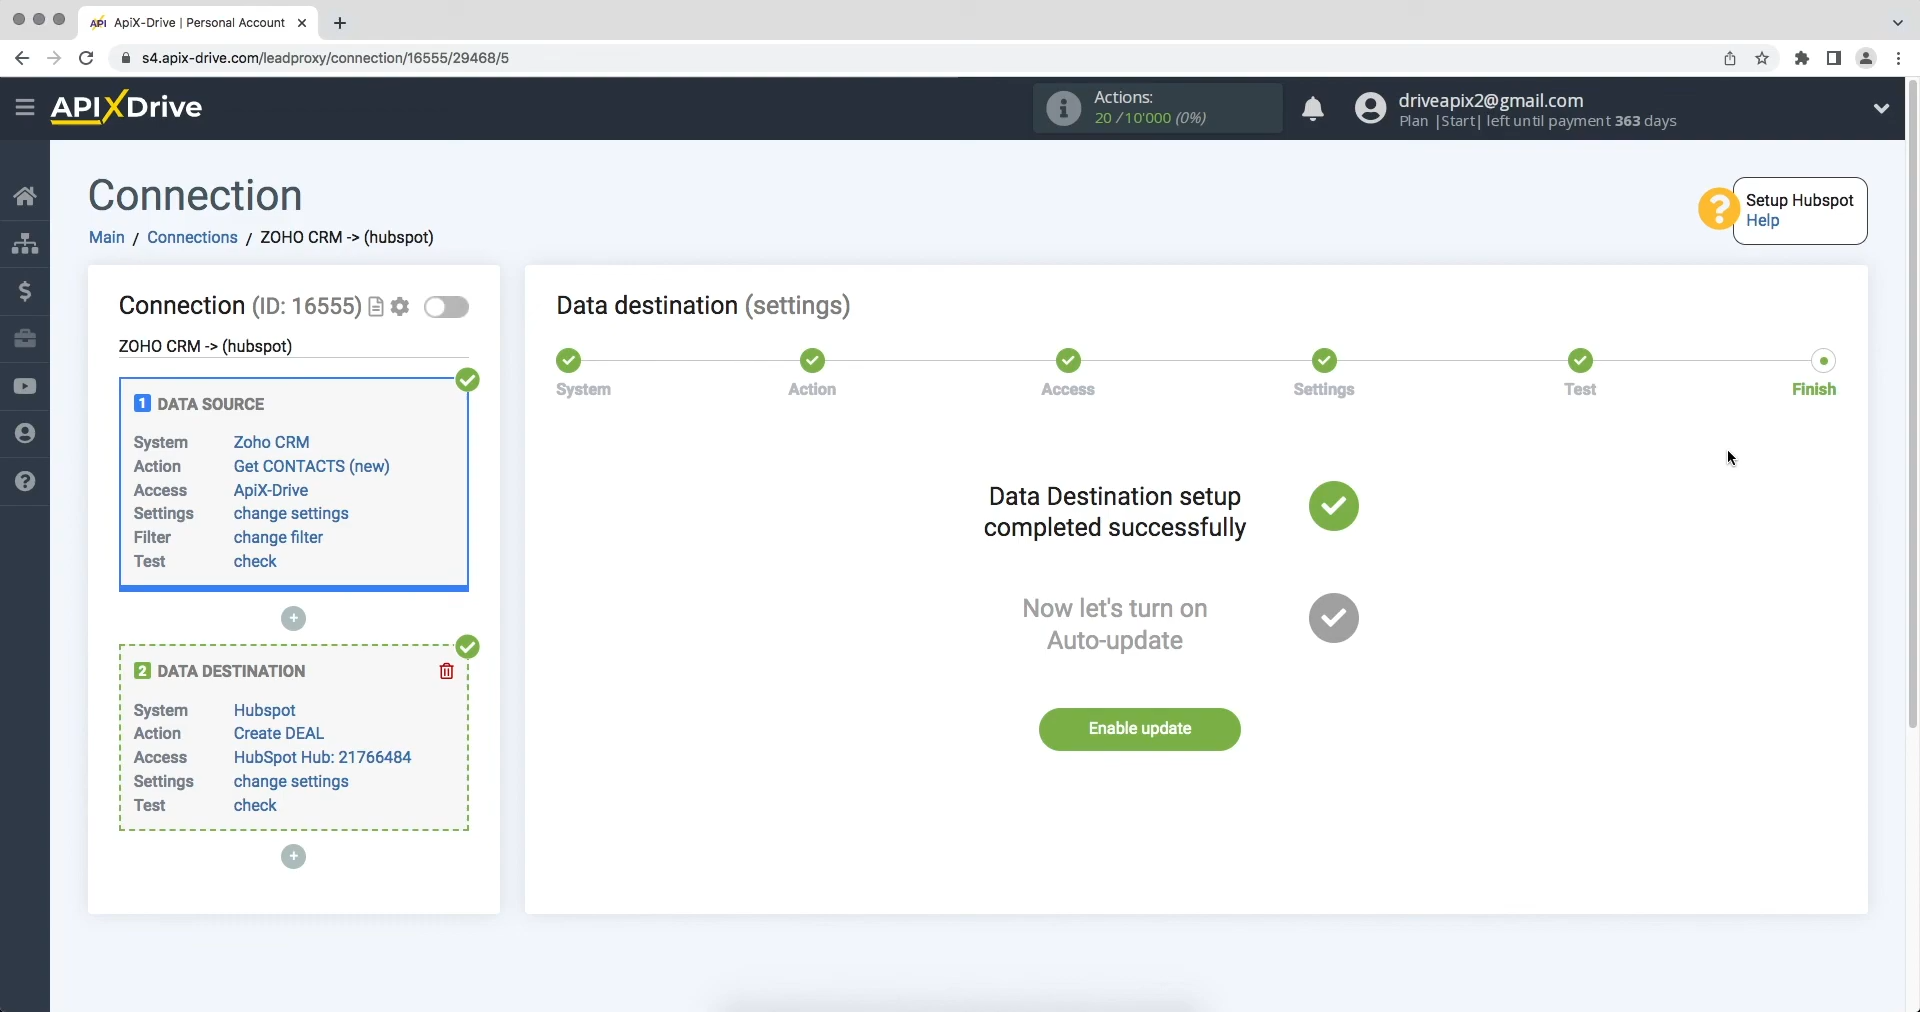 API ApiX-Drive | Personal Account
s4.apix-drive.com/leadproxy/connection/16555/29468/5
APIXDrive
Actions:
20 /10'000 (0%)
driveapix2@gmail.com
Plan |Start| left until payment 363 days
Connection
Main / Connections / ZOHO CRM -> (hubspot)
Setup Hubspot
Help
Connection (ID: 16555)
ZOHO CRM -> (hubspot)
1 DATA SOURCE
System Zoho CRM
Action Get CONTACTS (new)
Access ApiX-Drive
Settings change settings
Filter change filter
Test check
2 DATA DESTINATION
System Hubspot
Action Create DEAL
Access HubSpot Hub: 21766484
Settings change settings
Test check
Data destination (settings)
System Action Access Settings Test Finish
Data Destination setup
completed successfully
Now let's turn on
Auto-update
Enable update